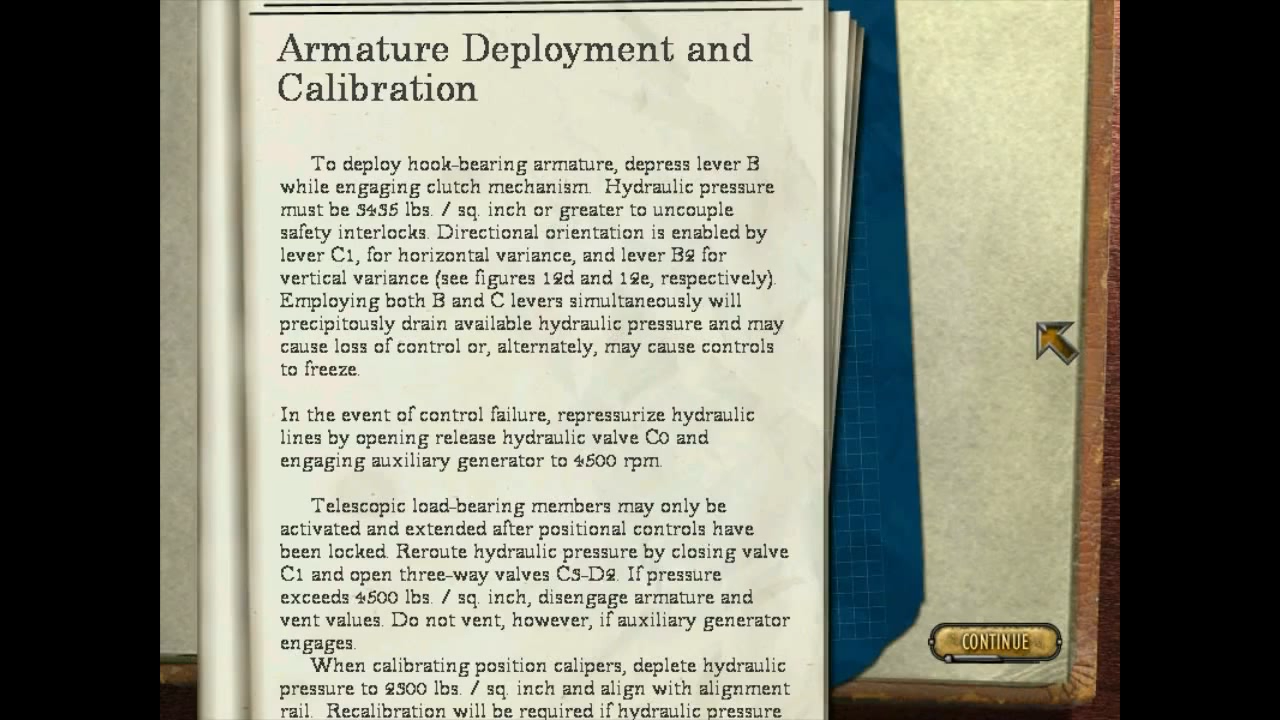 Armature Deployment and
Calibration
To deploy hook-bearing armature, depress lever B
while engaging clutch mechanism. Hydraulic pressure
must be 3435 lbs. / sq. inch or greater to uncouple
safety interlocks. Directional orientation is enabled by
lever C1, for horizontal variance, and lever B2 for
vertical variance (see figures 12d and 12e, respectively).
Employing both B and C levers simultaneously will
precipitously drain available hydraulic pressure and may
cause loss of control or, alternately, may cause controls
to freeze.
In the event of control failure, repressurize hydraulic
lines by opening release hydraulic valve C0 and
engaging auxiliary generator to 4500 rpm.
Telescopic load-bearing members may only be
activated and extended after positional controls have
been locked. Reroute hydraulic pressure by closing valve
C1 and open three-way valves C3-D2. If pressure
exceeds 4500 lbs. / sq. inch, disengage armature and
vent values. Do not vent, however, if auxiliary generator
engages.
When calibrating position calipers, deplete hydraulic
pressure to 2300 lbs. / sq. inch and align with alignment
rail. Recalibration will be required if hydraulic pressure
CONTINUE